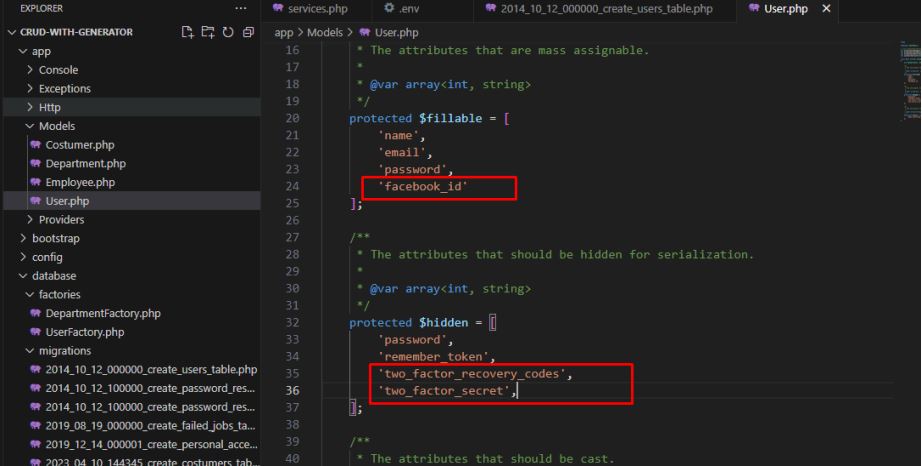 EXPLORER
...
CRUD-WITH-GENERATOR
app
Console
Exceptions
Http
Models
Costumer.php
Department.php
Employee.php
User.php
Providers
bootstrap
config
database
factories
DepartmentFactory.php
UserFactory.php
migrations
2014_10_12_000000_create_users_table.php
2014_10_12_100000_create_password_res...
2014_10_12_100000_create_password_res...
2019_08_19_000000_create_failed_jobs_ta...
2019_12_14_000001_create_personal_acce...
2023_04_10_144345_create_costumers_tab...
services.php
.env
2014_10_12_000000_create_users_table.php
User.php
app > Models > User.php
16 * The attributes that are mass assignable.
17 *
18 * @var array<int, string>
19 */
20 protected $fillable = [
21 'name',
22 'email',
23 'password',
24 'facebook_id'
25 ];
26
27 /**
28 * The attributes that should be hidden for serialization.
29 *
30 * @var array<int, string>
31 */
32 protected $hidden = [
33 'password',
34 'remember_token',
35 'two_factor_recovery_codes',
36 'two_factor_secret',
37 ];
38
39 /**
40 * The attributes that should be cast.